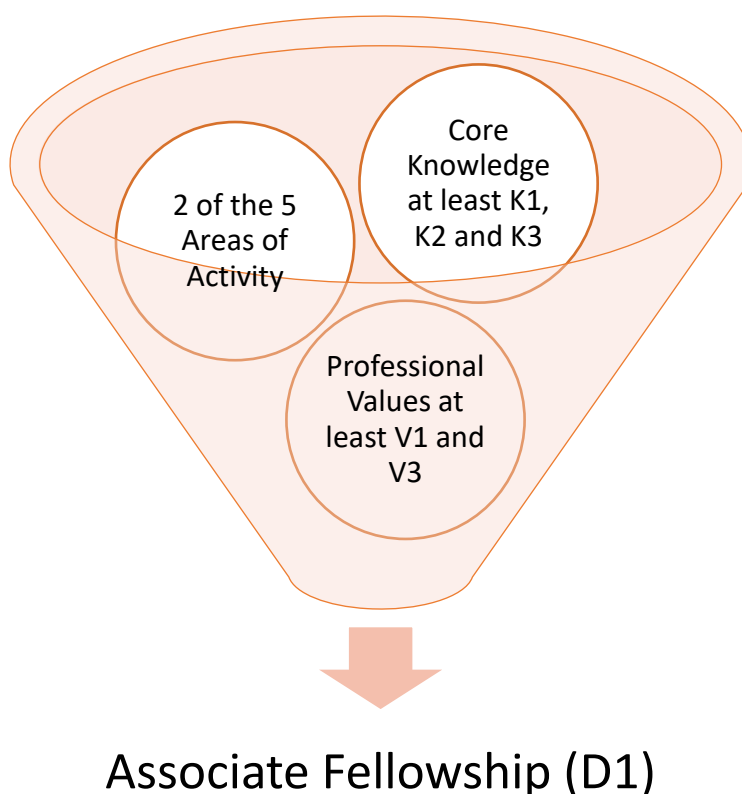 2 of the 5
Areas of
Activity
Core
Knowledge
at least K1,
K2 and K3
Professional
Values at
least V1 and
V3
Associate Fellowship (D1)